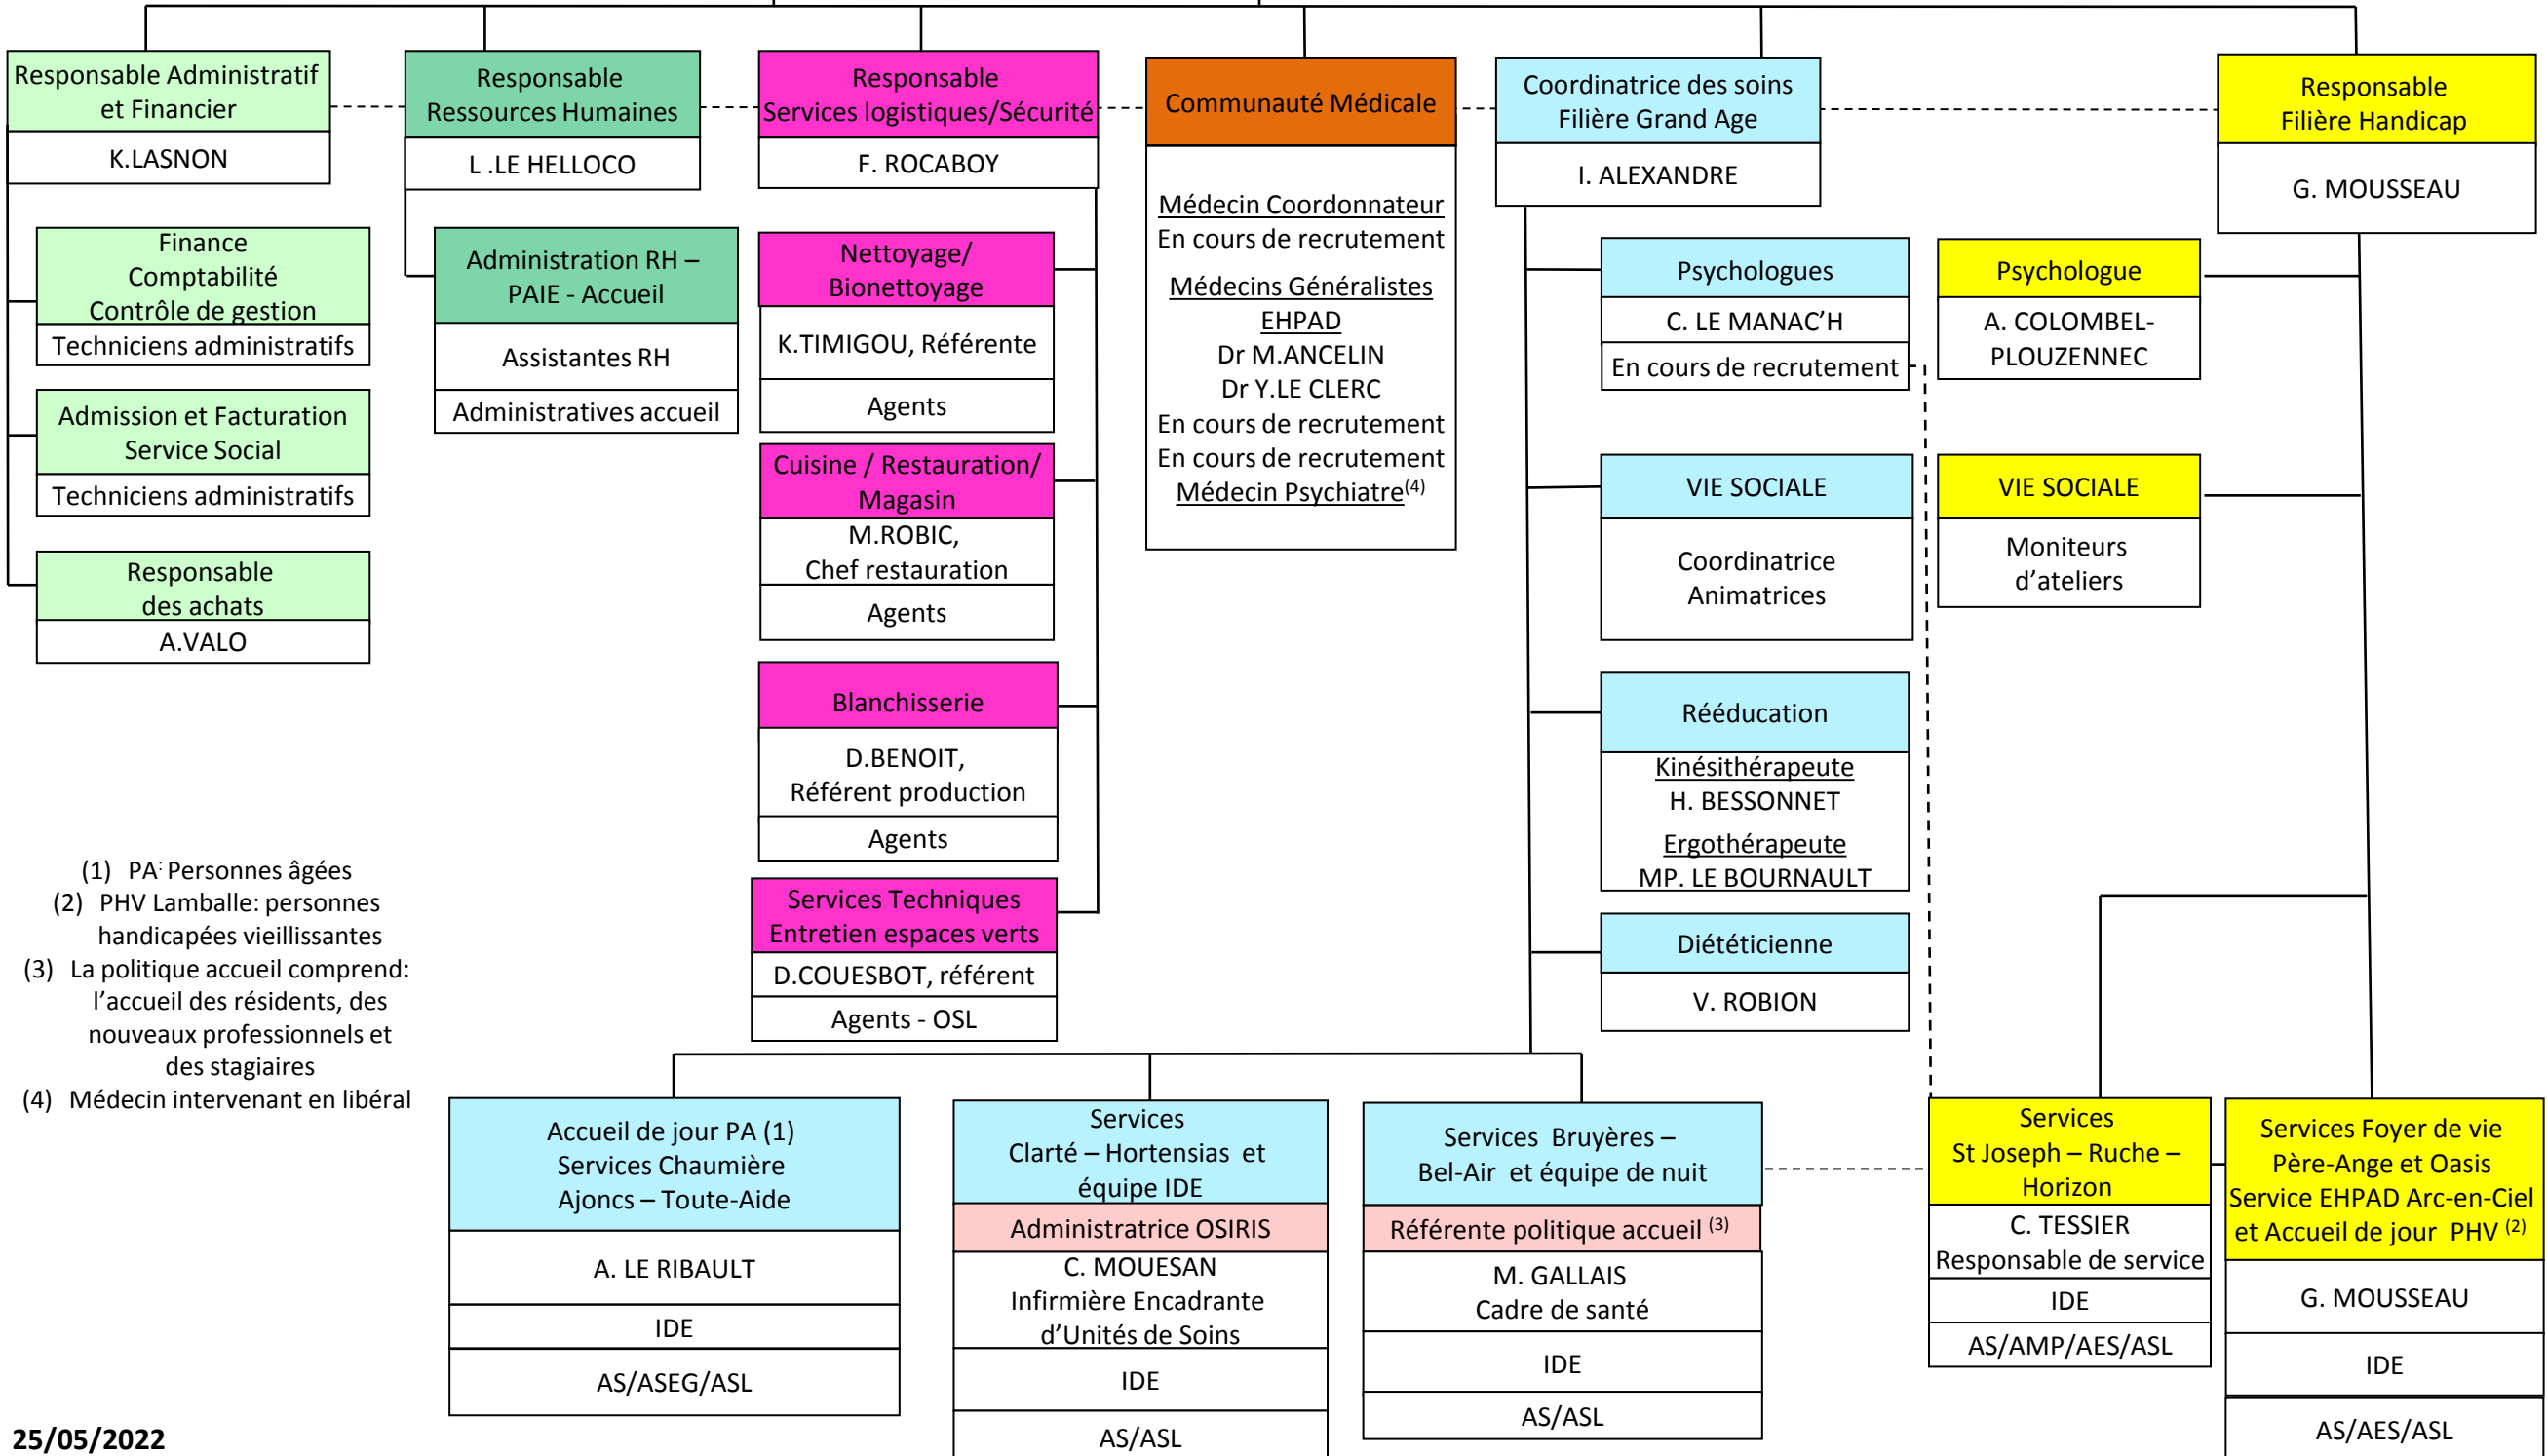 Responsable Administratif
et Financier
K.LASNON
Finance
Comptabilité
Contrôle de gestion
Techniciens administratifs
Admission et Facturation
Service Social
Techniciens administratifs
Responsable
des achats
A.VALO
Responsable
Ressources Humaines
L .LE HELLOCO
Administration RH –
PAIE - Accueil
Assistantes RH
Administratives accueil
Responsable
Services logistiques/Sécurité
F. ROCABOY
Nettoyage/
Bionettoyage
K.TIMIGOU, Référente
Agents
Cuisine / Restauration/
Magasin
M.ROBIC,
Chef restauration
Agents
Blanchisserie
D.BENOIT,
Référent production
Agents
Services Techniques
Entretien espaces verts
D.COUESBOT, référent
Agents - OSL
Communauté Médicale
Médecin Coordonnateur
En cours de recrutement
Médecins Généralistes
EHPAD
Dr M.ANCELIN
Dr Y.LE CLERC
En cours de recrutement
En cours de recrutement
Médecin Psychiatre(4)
Coordinatrice des soins
Filière Grand Age
I. ALEXANDRE
Psychologues
C. LE MANAC’H
En cours de recrutement
VIE SOCIALE
Coordinatrice
Animatrices
Rééducation
Kinésithérapeute
H. BESSONNET
Ergothérapeute
MP. LE BOURNAULT
Diététicienne
V. ROBION
Responsable
Filière Handicap
G. MOUSSEAU
Psychologue
A. COLOMBEL-
PLOUZENNEC
VIE SOCIALE
Moniteurs
d’ateliers
(1) PA: Personnes âgées
(2) PHV Lamballe: personnes
handicapées vieillissantes
(3) La politique accueil comprend:
l’accueil des résidents, des
nouveaux professionnels et
des stagiaires
(4) Médecin intervenant en libéral
Accueil de jour PA (1)
Services Chaumière
Ajoncs – Toute-Aide
A. LE RIBAULT
IDE
AS/ASEG/ASL
Services
Clarté – Hortensias et
équipe IDE
Administratrice OSIRIS
C. MOUESAN
Infirmière Encadrante
d’Unités de Soins
IDE
AS/ASL
Services Bruyères –
Bel-Air et équipe de nuit
Référente politique accueil (3)
M. GALLAIS
Cadre de santé
IDE
AS/ASL
Services
St Joseph – Ruche –
Horizon
C. TESSIER
Responsable de service
IDE
AS/AMP/AES/ASL
Services Foyer de vie
Père-Ange et Oasis
Service EHPAD Arc-en-Ciel
et Accueil de jour PHV (2)
G. MOUSSEAU
IDE
AS/AES/ASL
25/05/2022